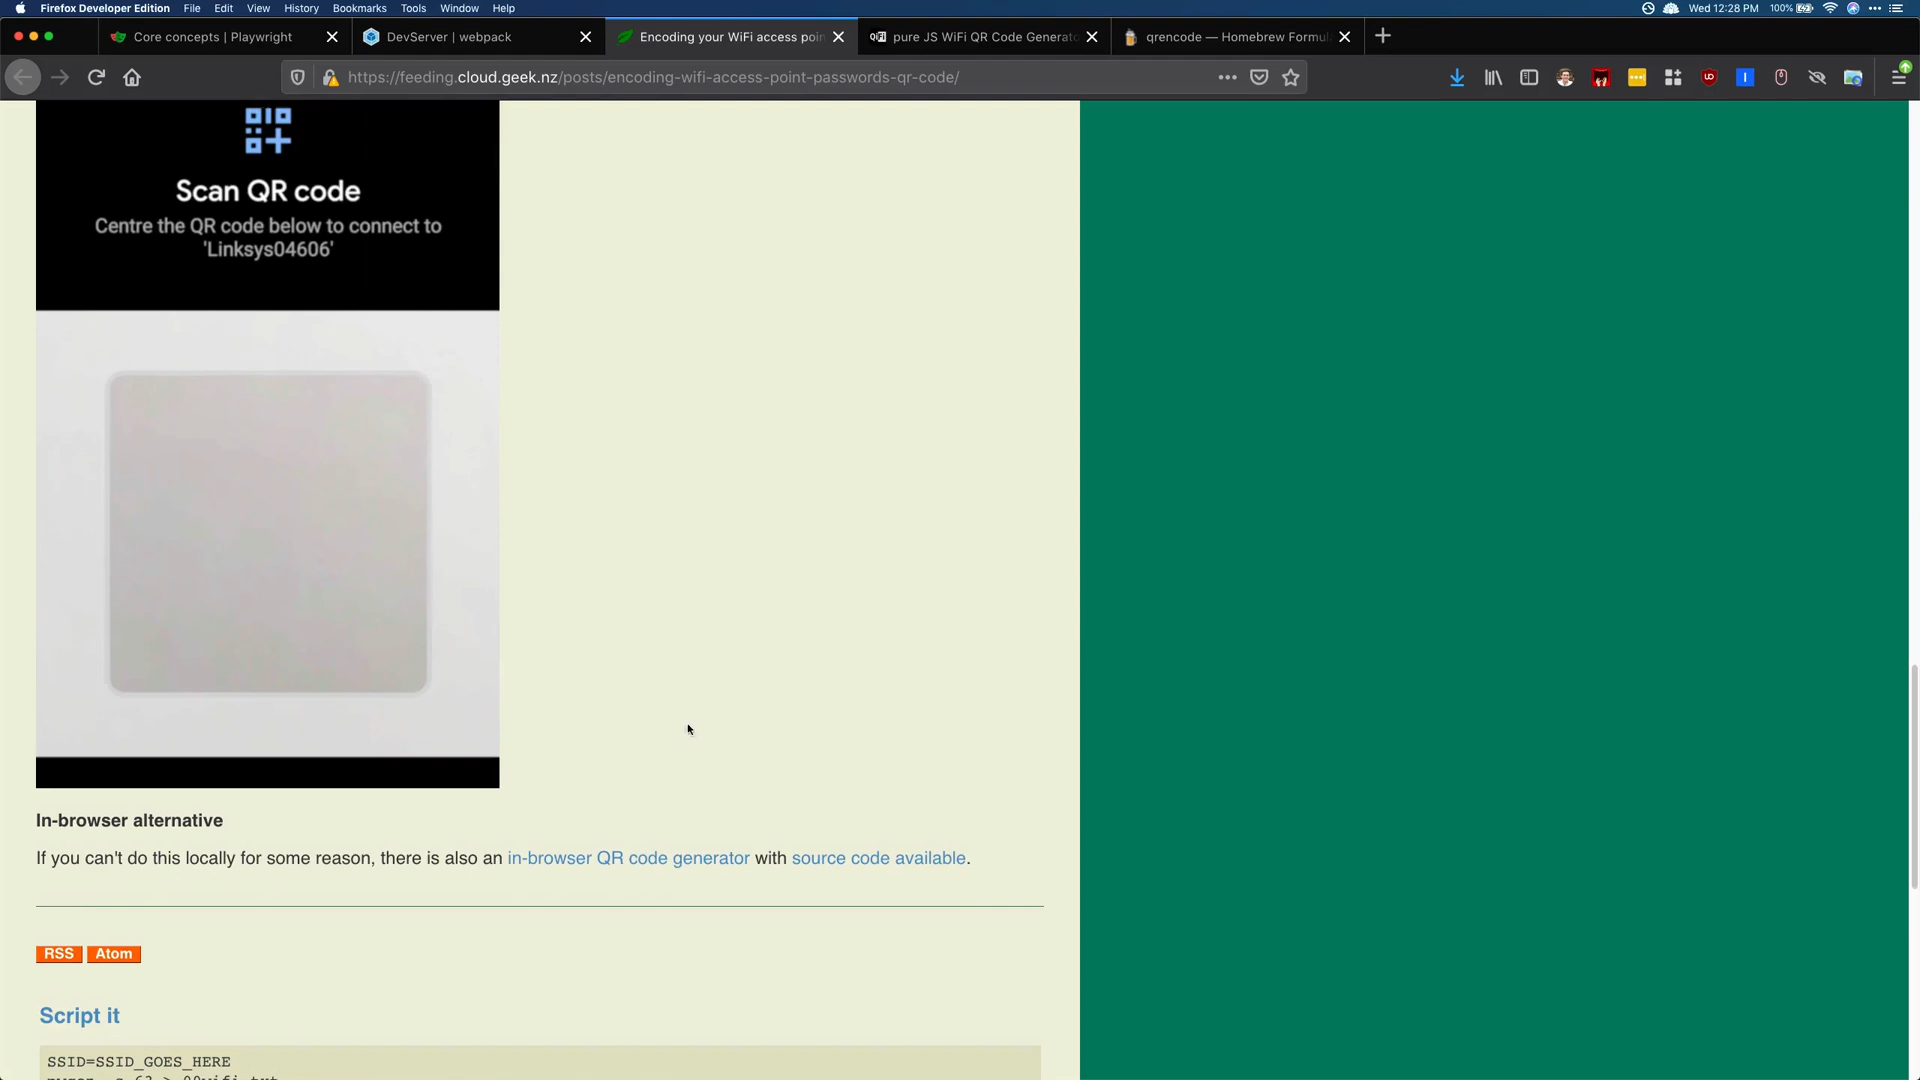 Firefox Developer Edition File Edit View History Bookmarks Tools Window Help Wed 12:28 PM 100%
Core concepts | Playwright DevServer | webpack Encoding your WiFi access poin pure JS WiFi QR Code Generato qrencode — Homebrew Formul
https://feeding.cloud.geek.nz/posts/encoding-wifi-access-point-passwords-qr-code/
Scan QR code
Centre the QR code below to connect to
'Linksys04606'
In-browser alternative
If you can't do this locally for some reason, there is also an in-browser QR code generator with source code available.
RSS Atom
Script it
SSID=SSID_GOES_HERE